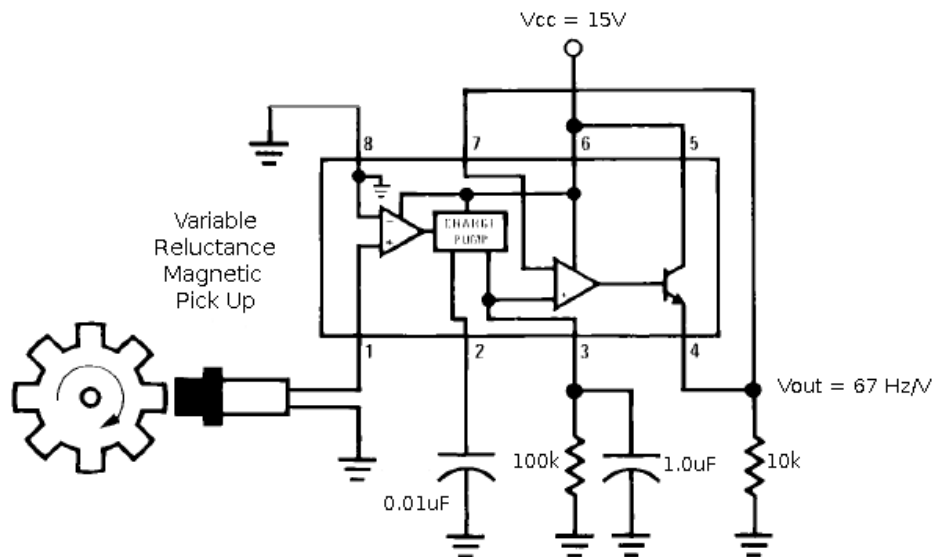 Vcc = 15V
8
7
6
5
Variable
Reluctance
Magnetic
Pick Up
CHARGE
PUMP
-
+
+
1
2
3
4
Vout = 67 Hz/V
0.01uF
100k
1.0uF
10k